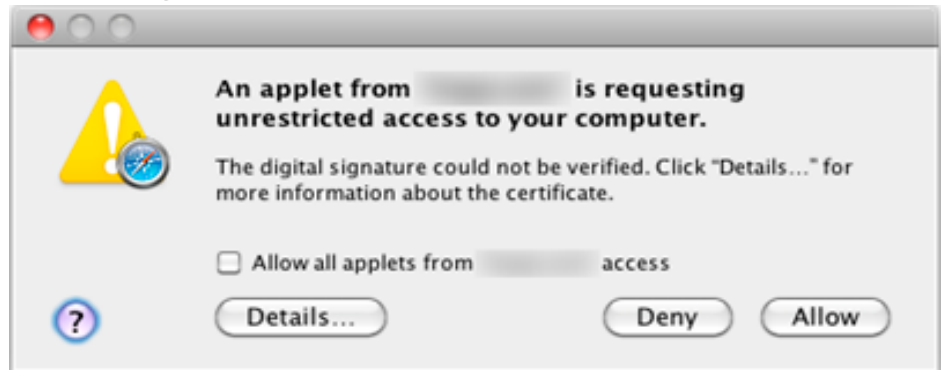 An applet from is requesting
unrestricted access to your computer.
The digital signature could not be verified. Click "Details..." for
more information about the certificate.
Allow all applets from access
?
Details...
Deny
Allow